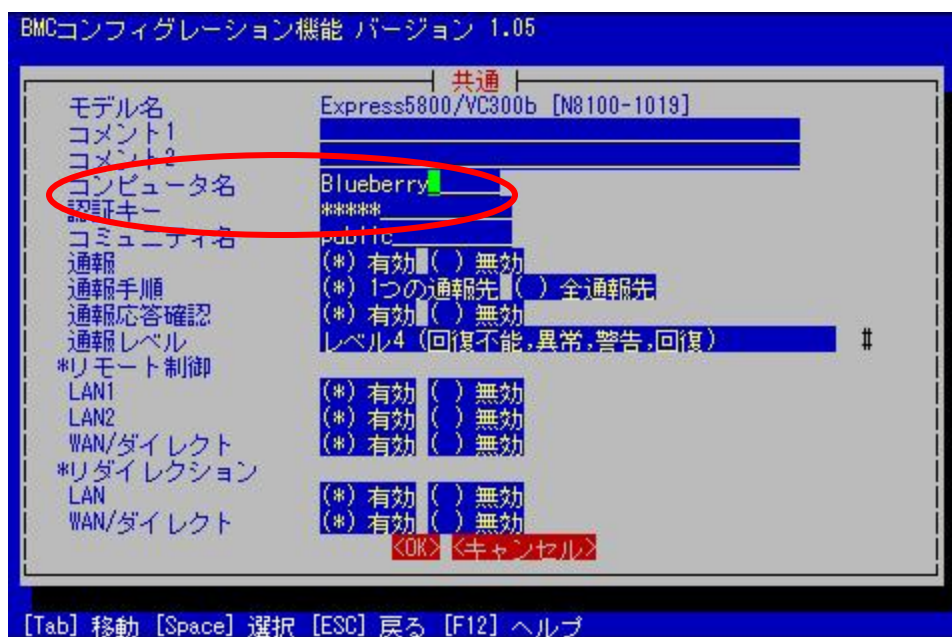 BMCコンフィグレーション機能 バージョン 1.05
共通
モデル名 Express5800/VC300b [N8100-1019]
コメント1
コメント2
コンピュータ名 Blueberry
認証キー *****
コミュニティ名 public
通報 (*) 有効 ( ) 無効
通報手順 (*) 1つの通報先 ( ) 全通報先
通報応答確認 (*) 有効 ( ) 無効
通報レベル レベル4 (回復不能,異常,警告,回復) #
*リモート制御
LAN1 (*) 有効 ( ) 無効
LAN2 (*) 有効 ( ) 無効
WAN/ダイレクト (*) 有効 ( ) 無効
*リダイレクション
LAN (*) 有効 ( ) 無効
WAN/ダイレクト (*) 有効 ( ) 無効
<OK> <キャンセル>
[Tab] 移動 [Space] 選択 [ESC] 戻る [F12] ヘルプ